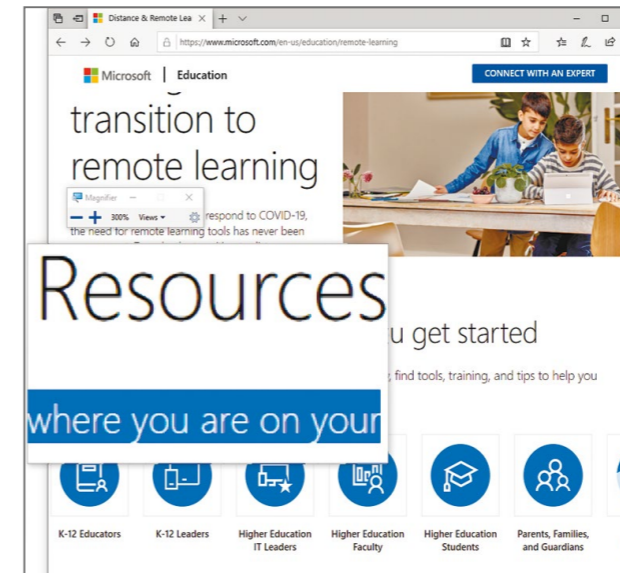 Distance & Remote Lea
https://www.microsoft.com/en-us/education/remote-learning
Microsoft | Education
CONNECT WITH AN EXPERT
transition to
remote learning
Magnifier
300% Views
respond to COVID-19,
the need for remote learning tools has never been
Resources
u get started
, find tools, training, and tips to help you
where you are on your
K-12 Educators
K-12 Leaders
Higher Education
IT Leaders
Higher Education
Faculty
Higher Education
Students
Parents, Families,
and Guardians